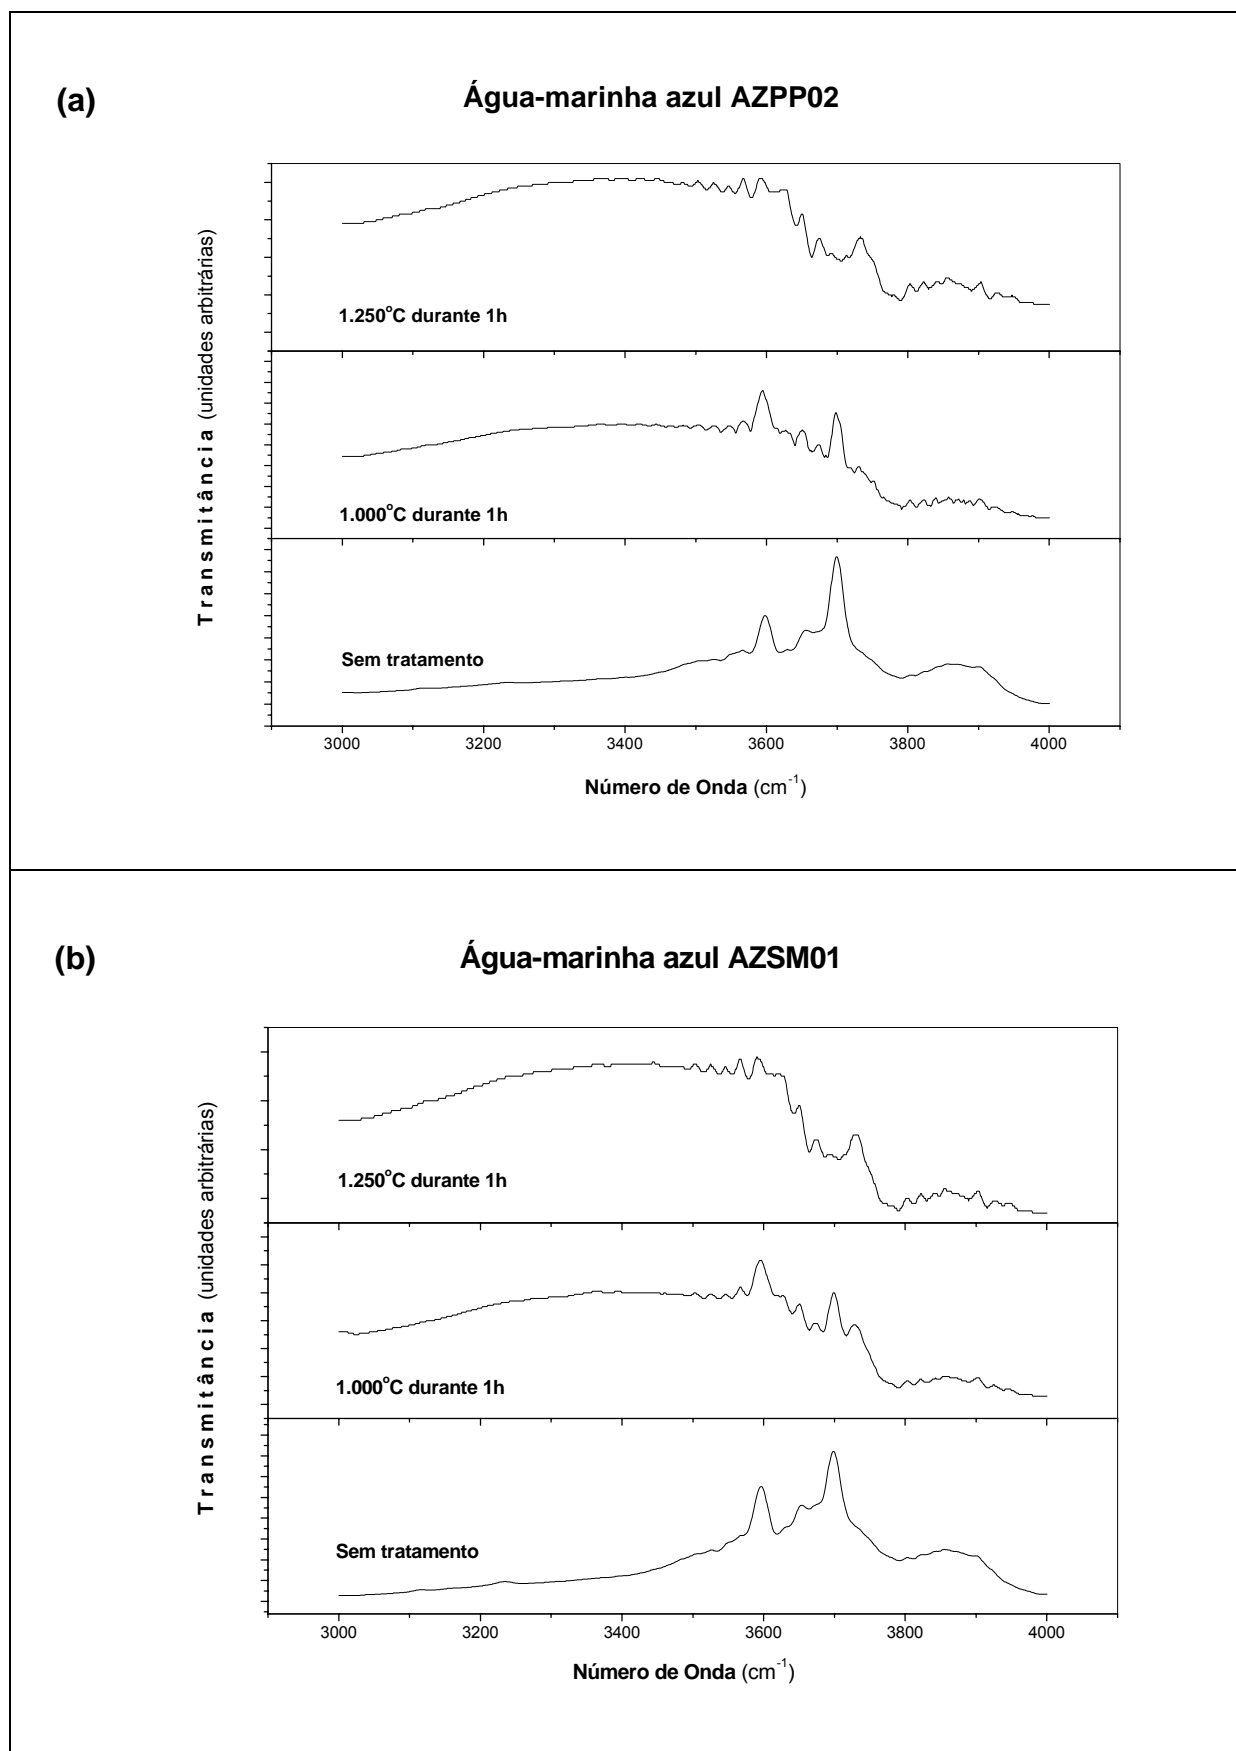 (a)
Água-marinha azul AZPP02
Transmitância (unidades arbitrárias)
1.250°C durante 1h
1.000°C durante 1h
Sem tratamento
3000 3200 3400 3600 3800 4000
Número de Onda (cm⁻¹)
(b)
Água-marinha azul AZSM01
Transmitância (unidades arbitrárias)
1.250°C durante 1h
1.000°C durante 1h
Sem tratamento
3000 3200 3400 3600 3800 4000
Número de Onda (cm⁻¹)